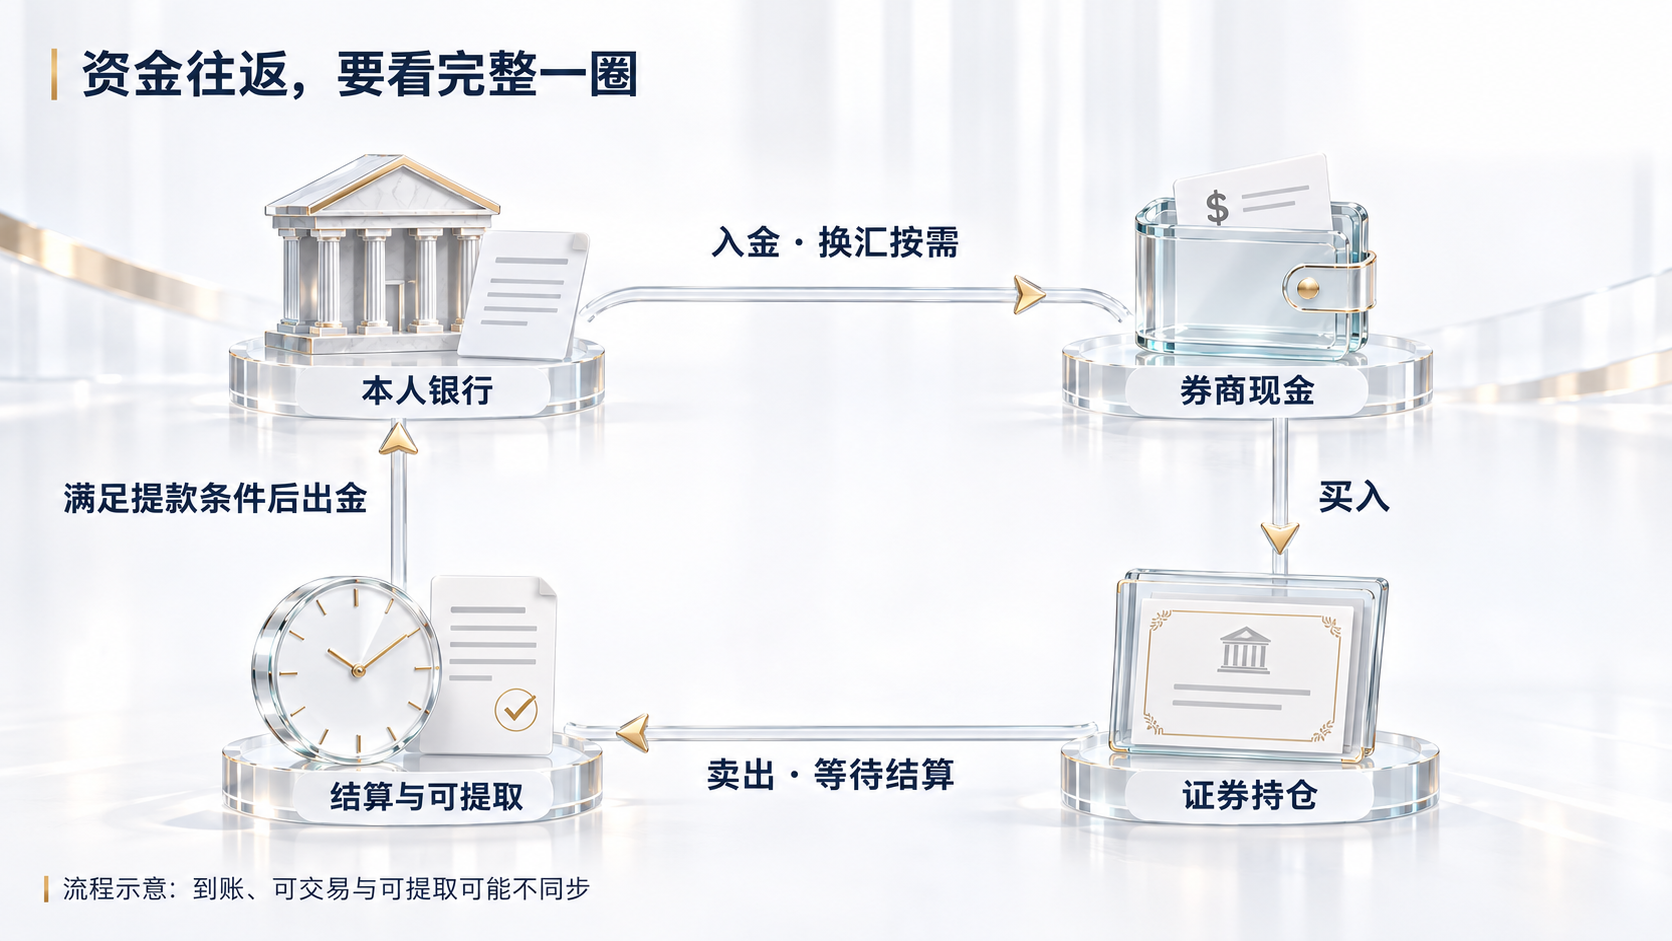 资金往返，要看完整一圈
入金·换汇按需
$
本人银行
券商现金
满足提款条件后出金
买入
卖出·等待结算
结算与可提取
证券持仓
流程示意：到账、可交易与可提取可能不同步